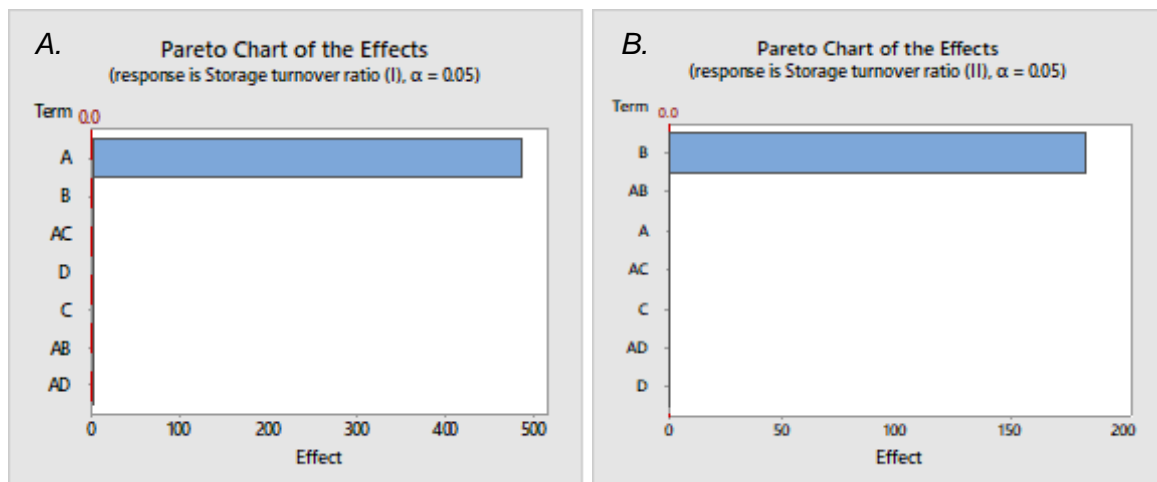 A.
Pareto Chart of the Effects
(response is Storage turnover ratio (I), α = 0.05)
Term 0.0
A
B
AC
D
C
AB
AD
0 100 200 300 400 500
Effect
B.
Pareto Chart of the Effects
(response is Storage turnover ratio (II), α = 0.05)
Term 0.0
B
AB
A
AC
C
AD
D
0 50 100 150 200
Effect